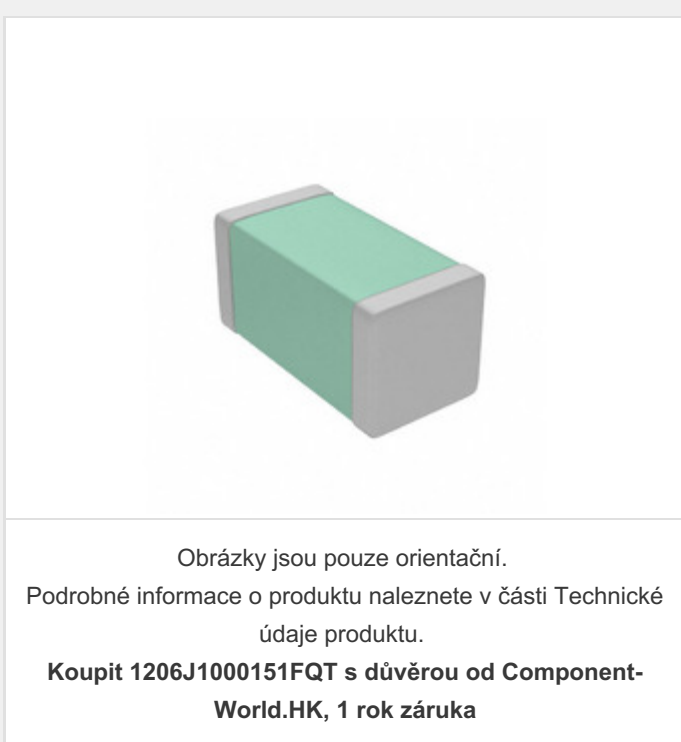 Obrázky jsou pouze orientační.
Podrobné informace o produktu naleznete v části Technické
údaje produktu.
Koupit 1206J1000151FQT s důvěrou od Component-
World.HK, 1 rok záruka